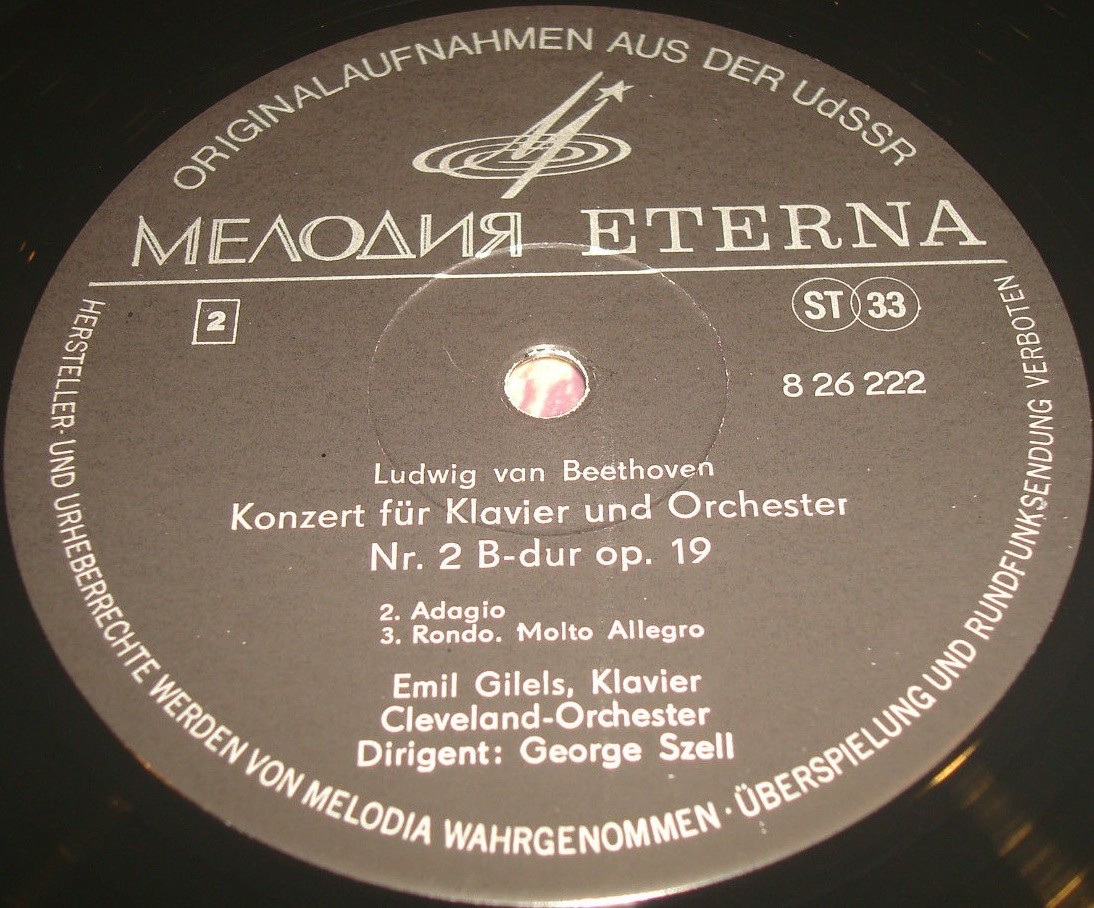 ORIGINALAUFNAHMEN AUS DER UdSSR
МЕЛОДИЯ ETERNA
2
ST 33
8 26 222
Ludwig van Beethoven
Konzert für Klavier und Orchester
Nr. 2 B-dur op. 19
2. Adagio
3. Rondo. Molto Allegro
Emil Gilels, Klavier
Cleveland-Orchester
Dirigent: George Szell
HERSTELLER- UND URHEBERRECHTE WERDEN VON MELODIA WAHRGENOMMEN · ÜBERSPIELUNG UND RUNDFUNKSENDUNG VERBOTEN